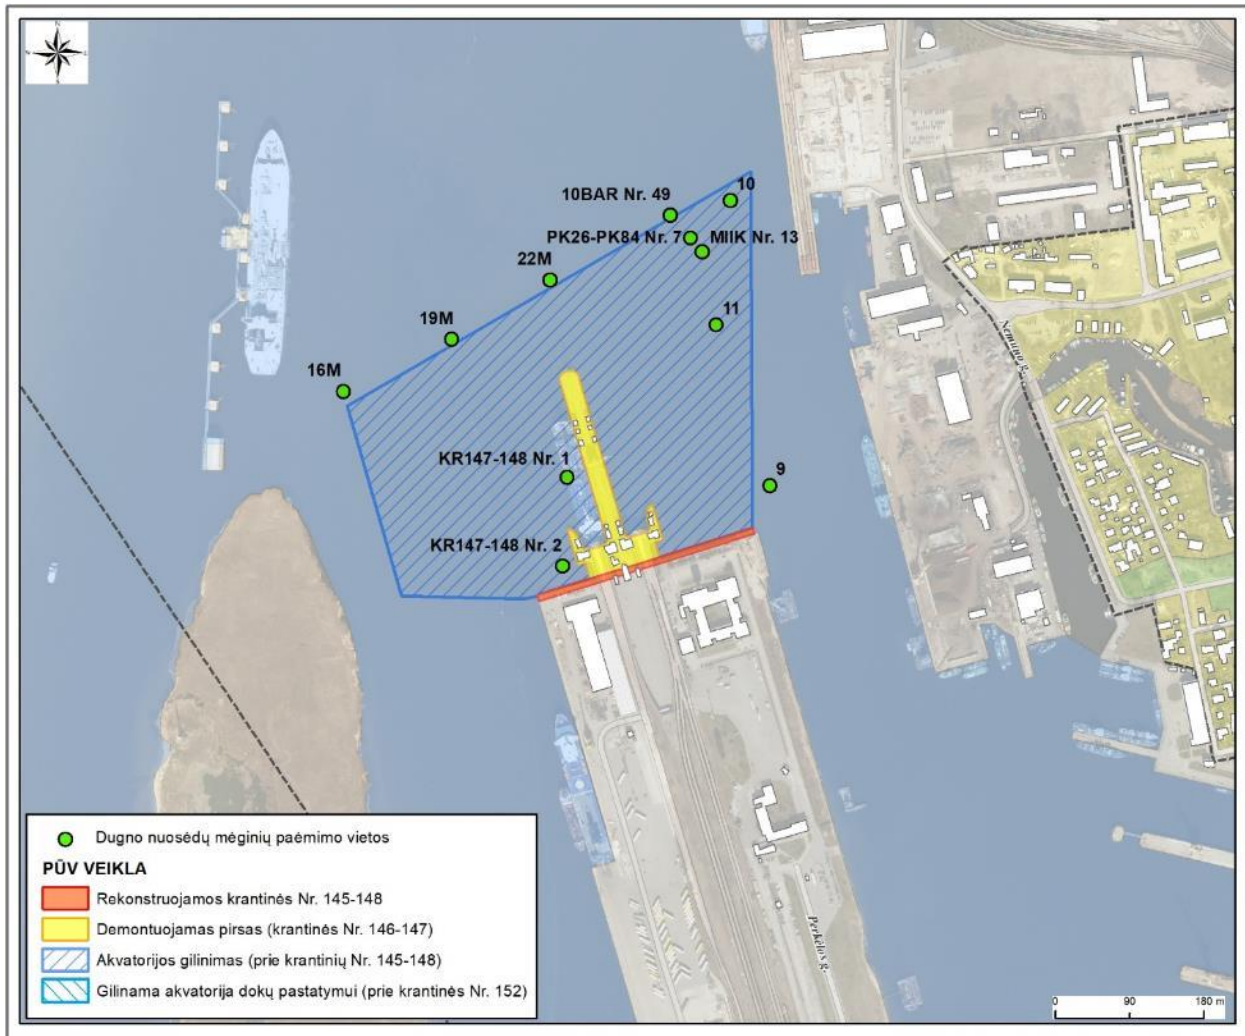 10
10BAR Nr. 49
PK26-PK84 Nr. 7
MIIK Nr. 13
22M
11
19M
16M
Nemuno g.
KR147-148 Nr. 1
9
KR147-148 Nr. 2
Perkėlos g.
Dugno nuosėdų mėginių paėmimo vietos
PŪV VEIKLA
Rekonstruojamos krantinės Nr. 145-148
Demontuojamas pirsas (krantinės Nr. 146-147)
Akvatorijos gilinimas (prie krantinių Nr. 145-148)
Gilinama akvatorija dokų pastatymui (prie krantinės Nr. 152)
0 90 180 m